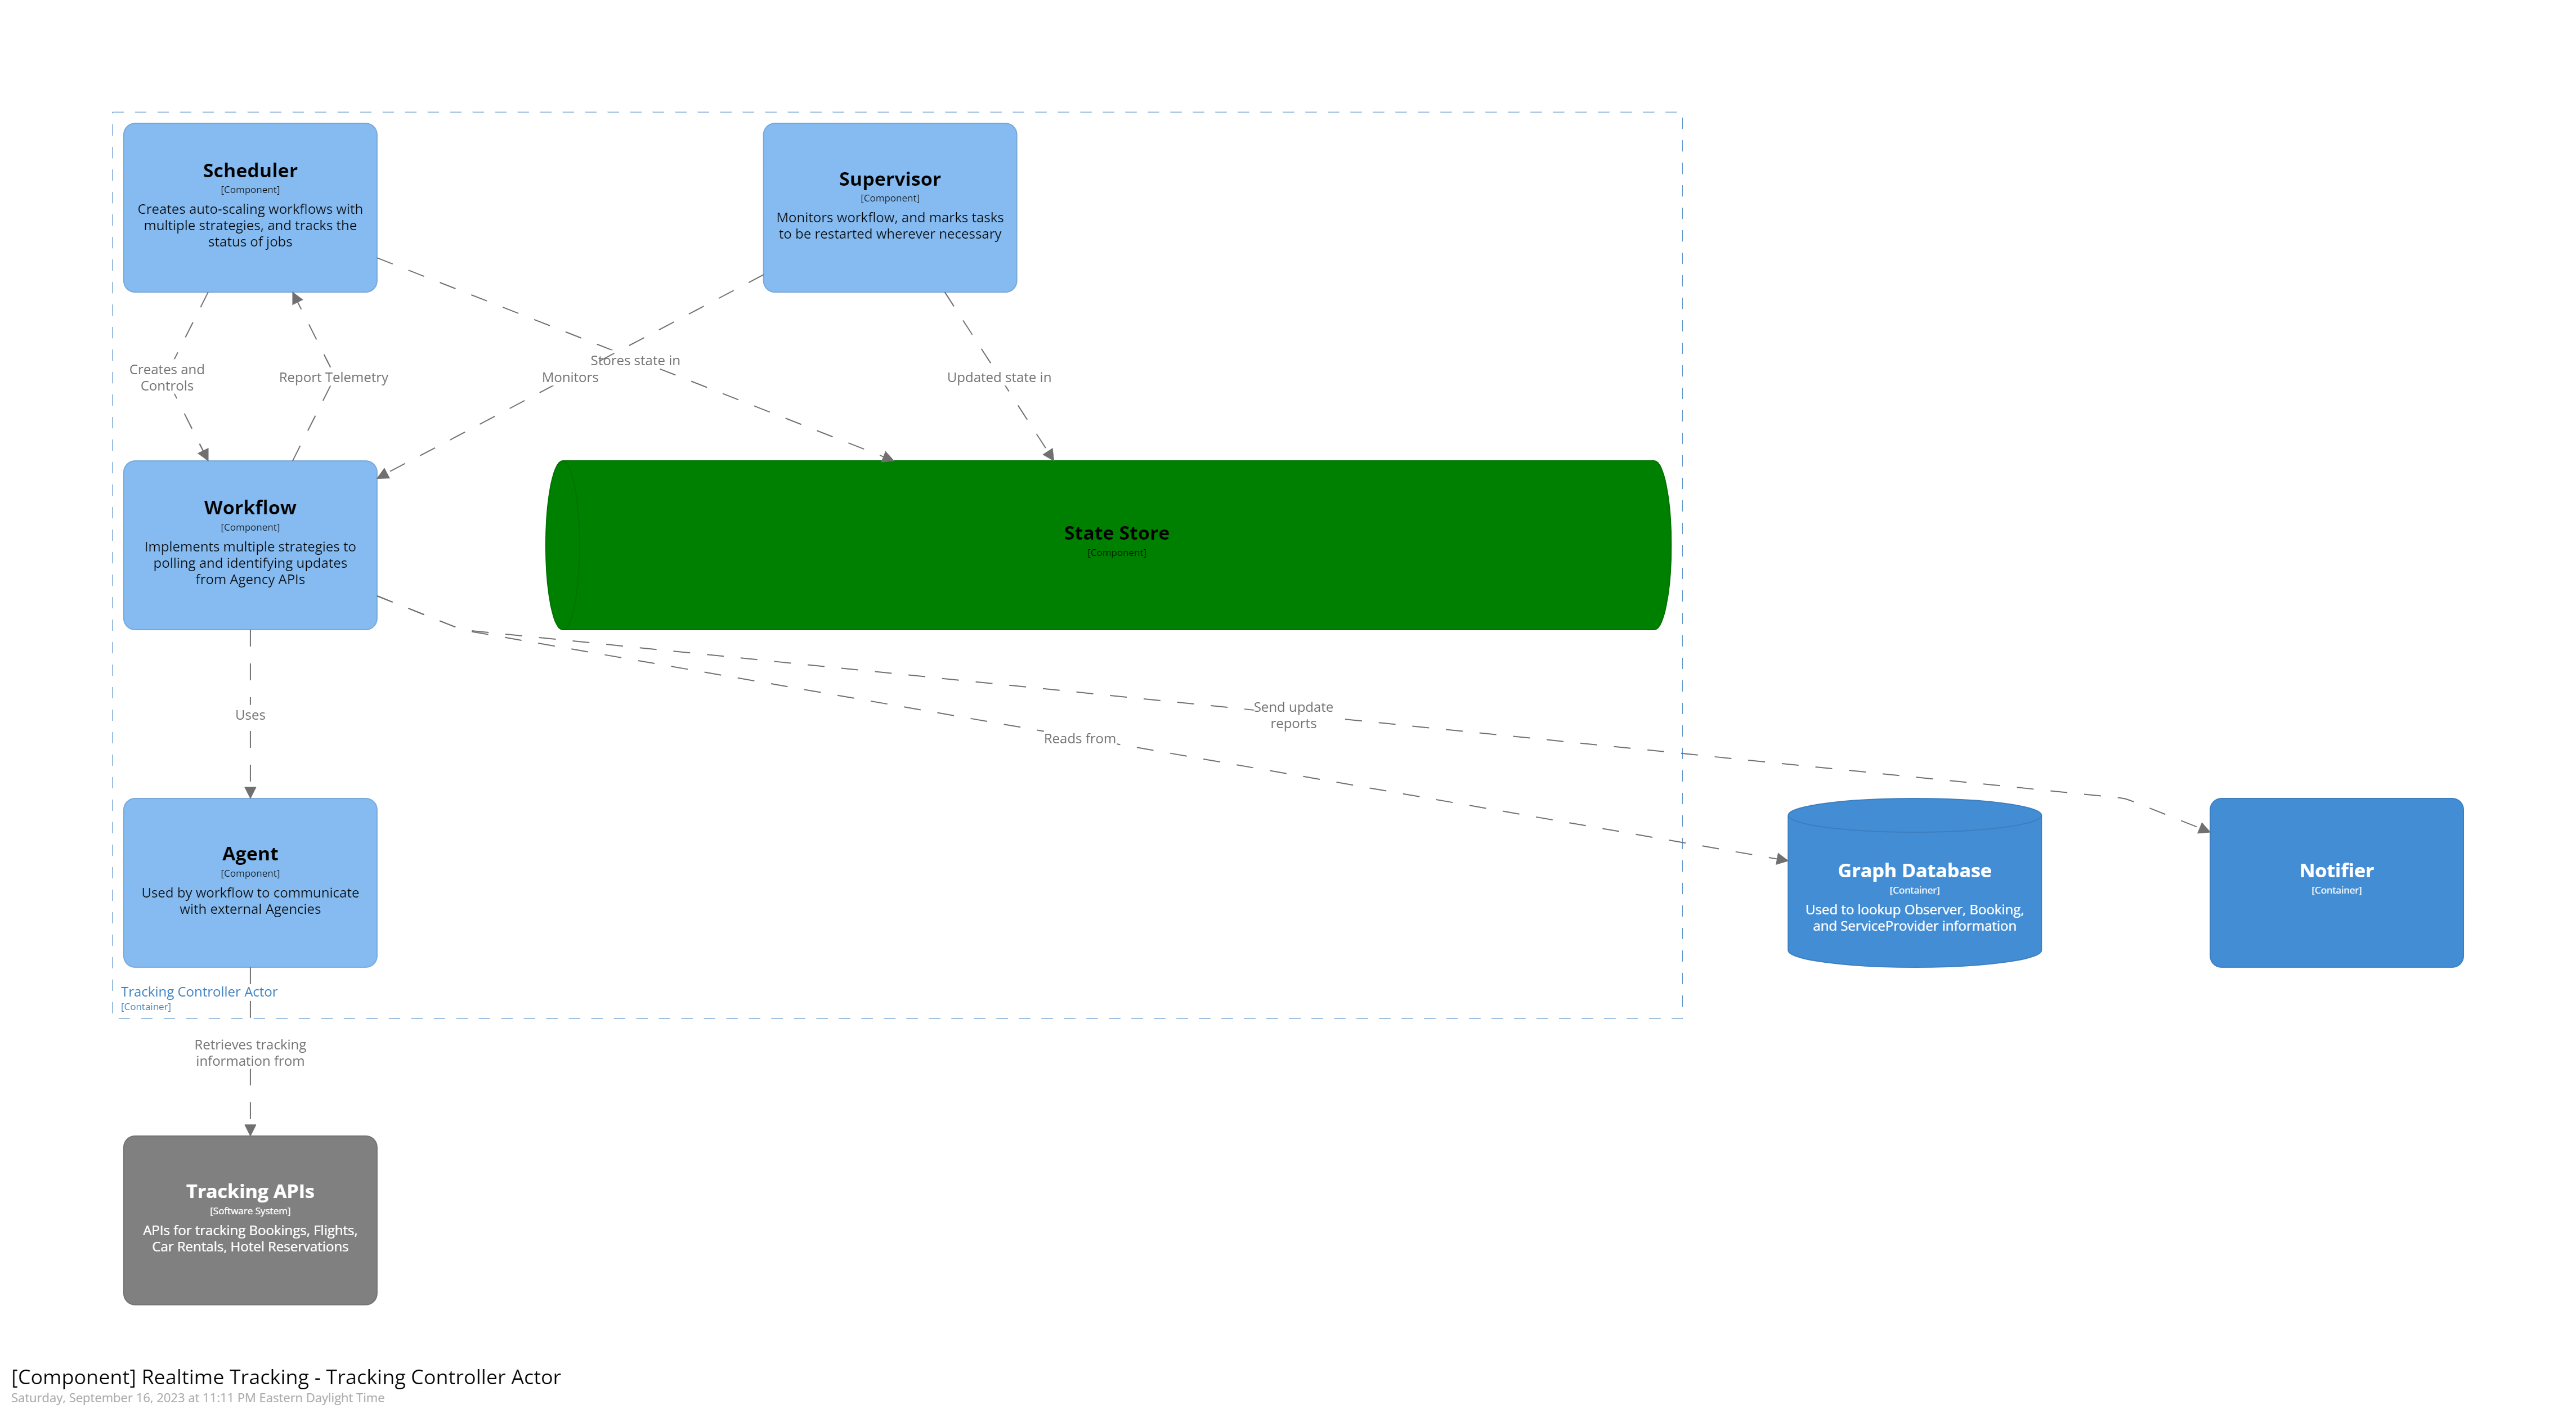 Scheduler
[Component]
Creates auto-scaling workflows with
multiple strategies, and tracks the
status of jobs
Supervisor
[Component]
Monitors workflow, and marks tasks
to be restarted wherever necessary
Creates and
Controls
Report Telemetry
Stores state in
Monitors
Updated state in
Workflow
[Component]
Implements multiple strategies to
polling and identifying updates
from Agency APIs
State Store
[Component]
Uses
Send update
reports
Reads from
Agent
[Component]
Used by workflow to communicate
with external Agencies
Graph Database
[Container]
Used to lookup Observer, Booking,
and ServiceProvider information
Notifier
[Container]
Tracking Controller Actor
[Container]
Retrieves tracking
information from
Tracking APIs
[Software System]
APIs for tracking Bookings, Flights,
Car Rentals, Hotel Reservations
[Component] Realtime Tracking - Tracking Controller Actor
Saturday, September 16, 2023 at 11:11 PM Eastern Daylight Time